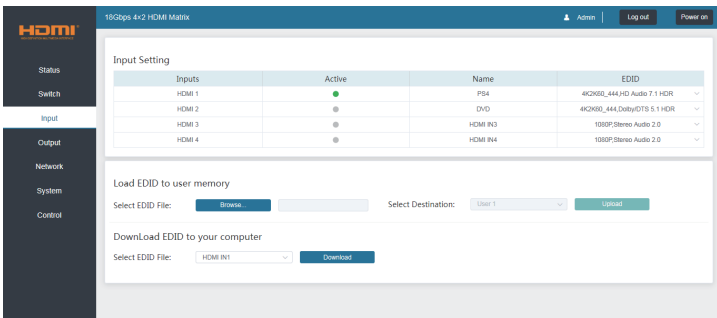 18Gbps 4×2 HDMI Matrix
Admin
Log out
Power on
HDMI
Status
Switch
Input
Output
Network
System
Control
Input Setting
Inputs Active Name EDID
HDMI 1 PS4 4K2K60_444,HD Audio 7.1 HDR
HDMI 2 DVD 4K2K60_444,Dolby/DTS 5.1 HDR
HDMI 3 HDMI IN3 1080P,Stereo Audio 2.0
HDMI 4 HDMI IN4 1080P,Stereo Audio 2.0
Load EDID to user memory
Select EDID File: Browse... Select Destination: User 1 Upload
DownLoad EDID to your computer
Select EDID File: HDMI IN1 Download